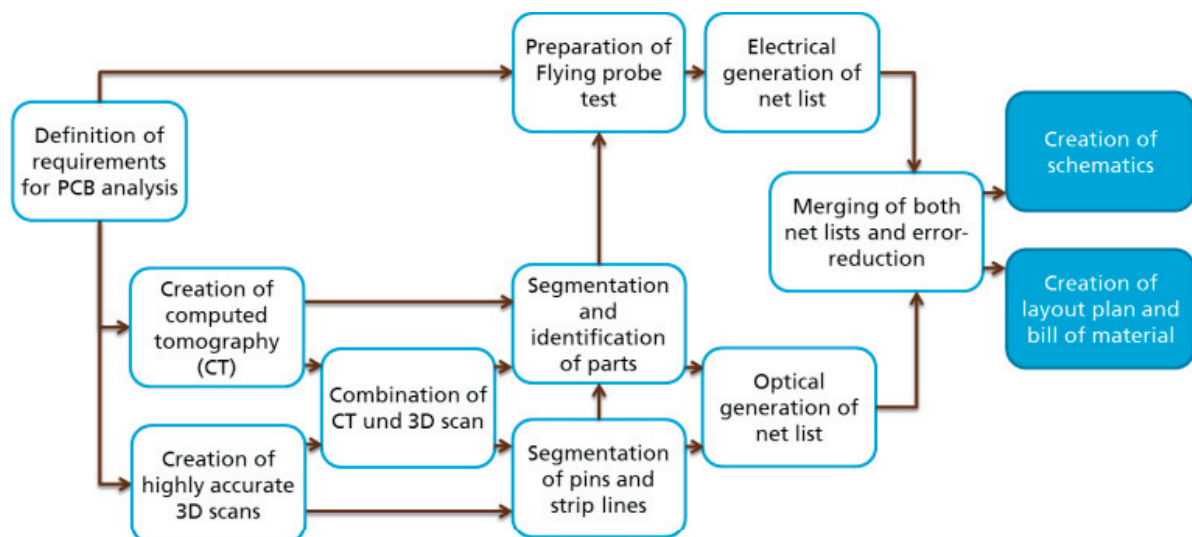 Preparation of
Flying probe
test
Electrical
generation of
net list
Definition of
requirements
for PCB analysis
Creation of
schematics
Merging of both
net lists and error-
reduction
Creation of
computed
tomography
(CT)
Segmentation
and
identification
of parts
Creation of
layout plan and
bill of material
Combination of
CT und 3D scan
Optical
generation of
net list
Creation of
highly accurate
3D scans
Segmentation
of pins and
strip lines